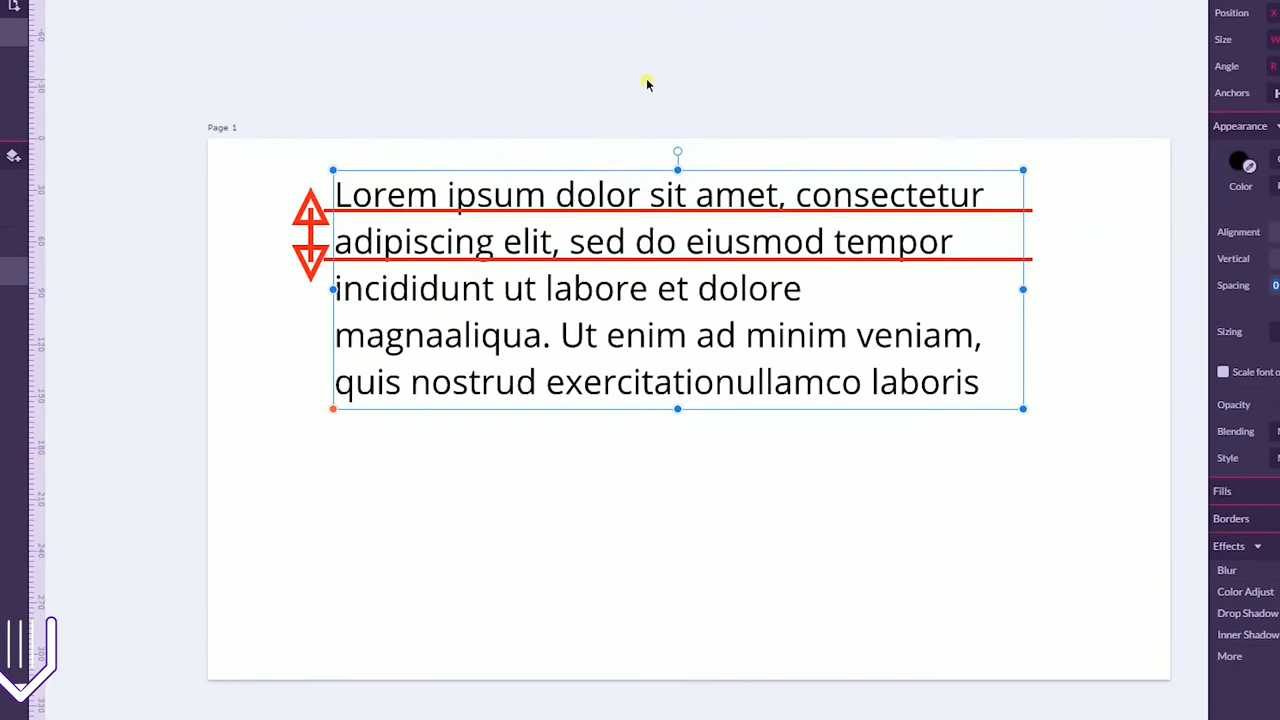 Position
Size
Angle
Anchors
Page 1
Appearance
Lorem ipsum dolor sit amet, consectetur
adipiscing elit, sed do eiusmod tempor
incididunt ut labore et dolore
magnaaliqua. Ut enim ad minim veniam,
quis nostrud exercitationullamco laboris
Color
Alignment
Vertical
Spacing 0
Sizing
Scale font o
Opacity
Blending
Style
Fills
Borders
Effects
Blur
Color Adjust
Drop Shadow
Inner Shadow
More